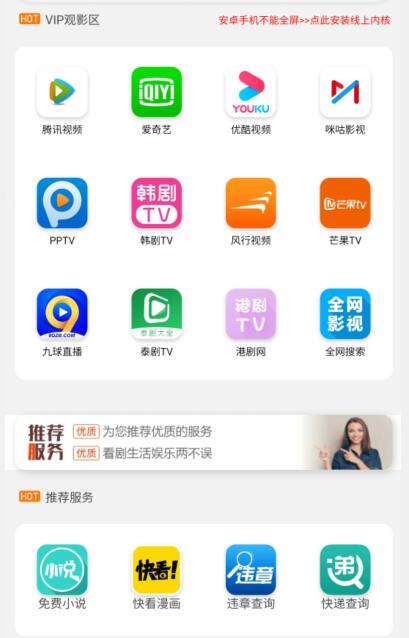 HOT VIP观影区 安卓手机不能全屏>>点此安装线上内核
iQIYI YOUKU
腾讯视频 爱奇艺 优酷视频 咪咕影视
韩剧 TV 芒果tv
PPTV 韩剧TV 风行视频 芒果TV
9 泰剧大全 港剧 TV 全网 影视
九球直播 泰剧TV 港剧网 全网搜索
推荐 优质 为您推荐优质的服务
服务 优质 看剧生活娱乐两不误
HOT 推荐服务
小说 快看! 违章 递
免费小说 快看漫画 违章查询 快递查询